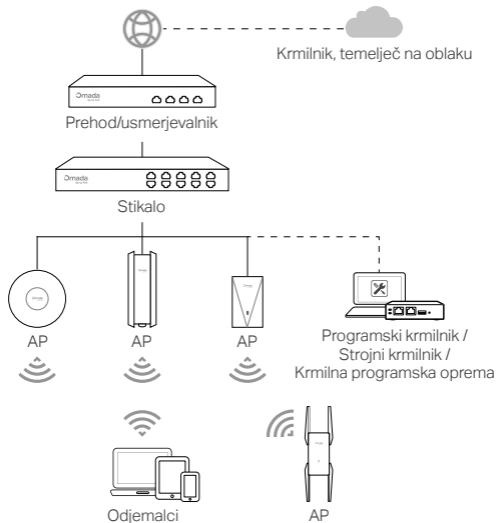 Krmilnik, temelječ na oblaku
Omada
Prehod/usmerjevalnik
Omada
Stikalo
AP
AP
AP
Programski krmilnik /
Strojni krmilnik /
Krmilna programska oprema
Odjemalci
AP